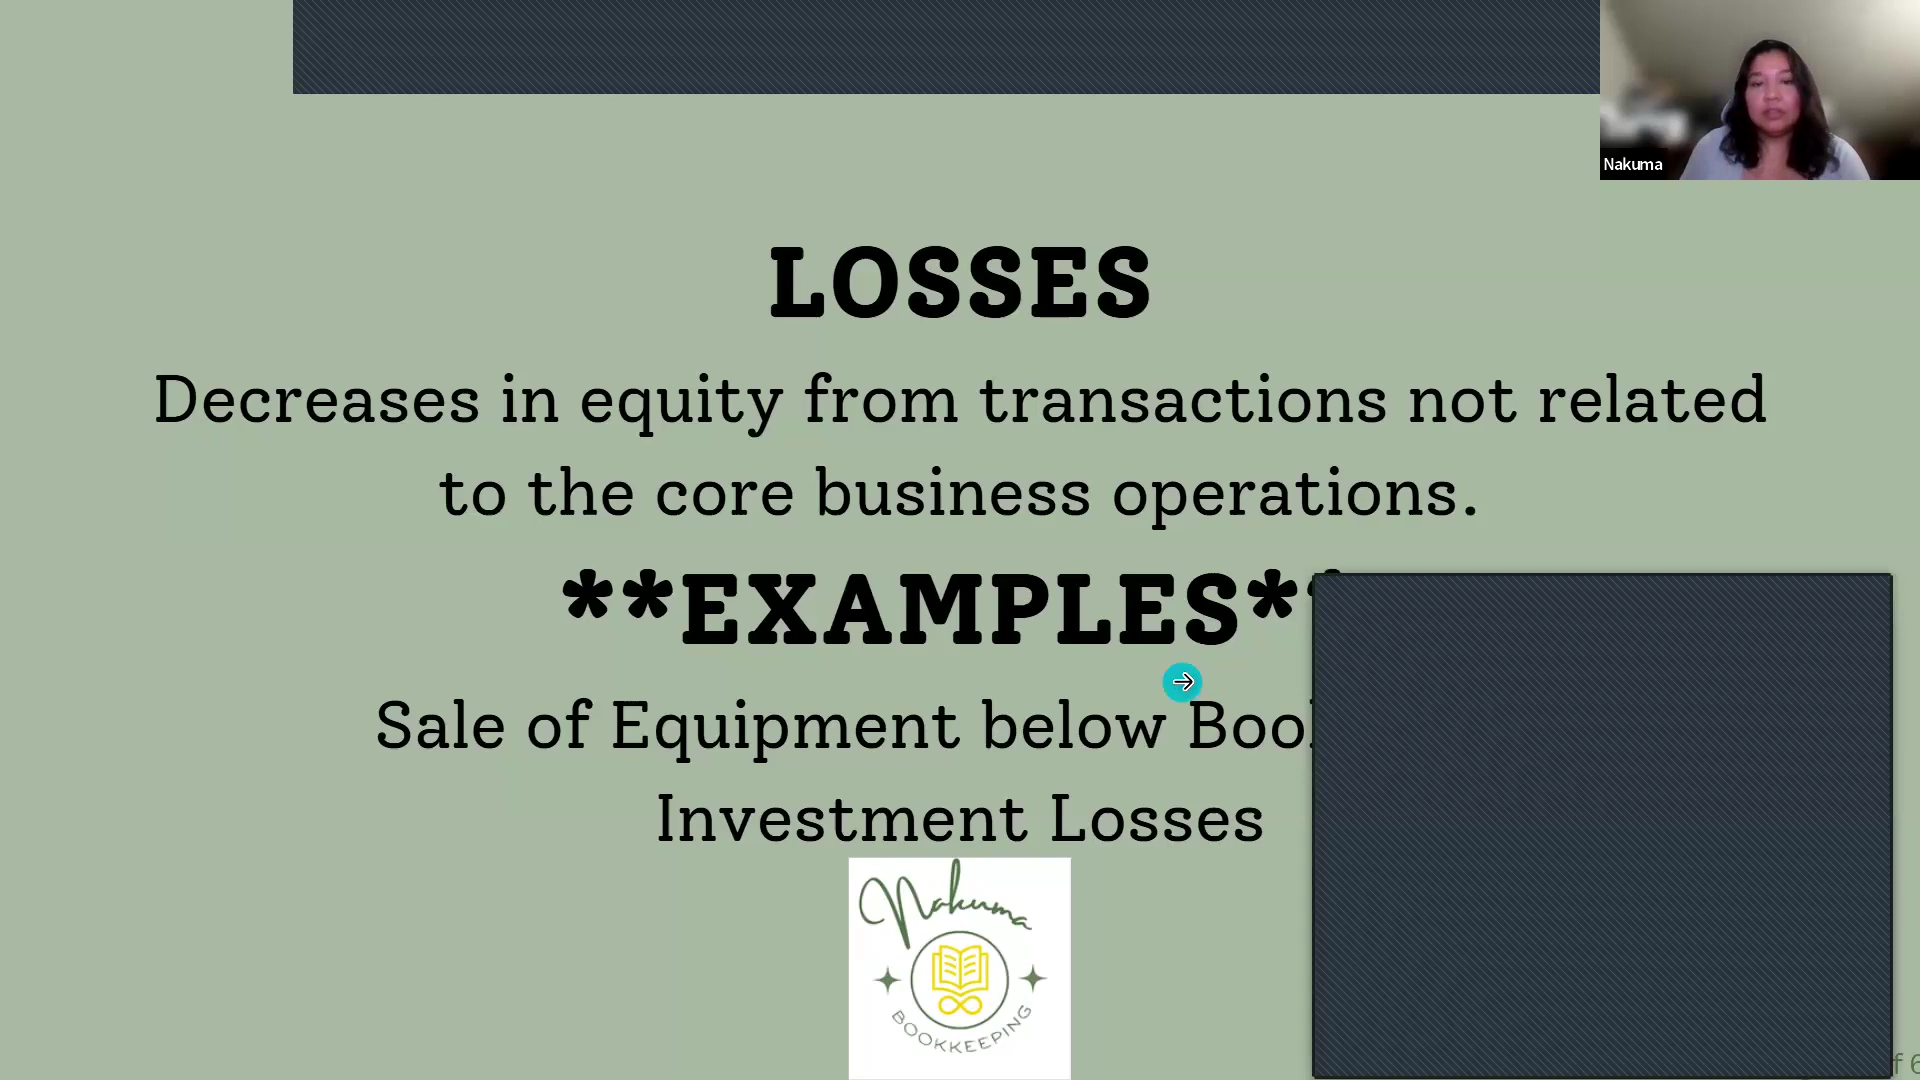 Nakuma
LOSSES
Decreases in equity from transactions not related
to the core business operations.
**EXAMPLES*
Sale of Equipment below
Investment Losses
Nakuma
BOOKKEEPING